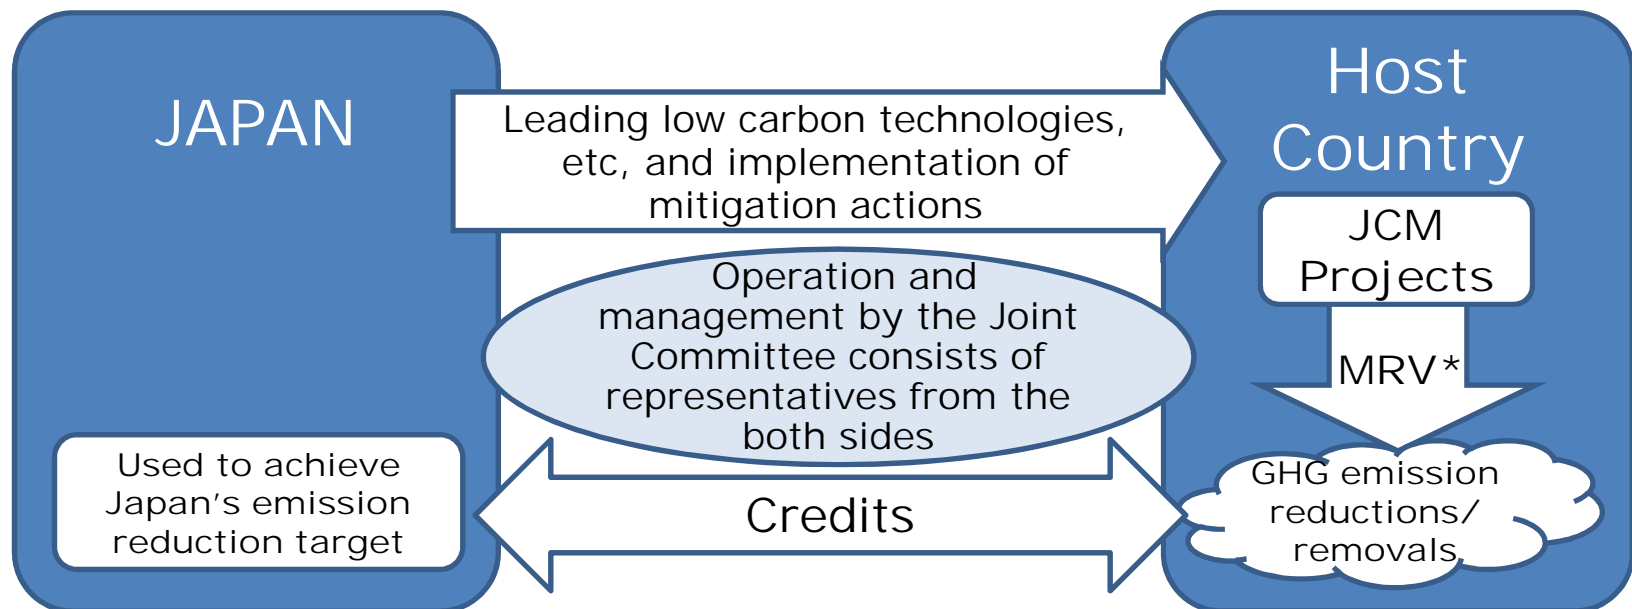 JAPAN
Leading low carbon technologies,
etc, and implementation of
mitigation actions
Host
Country
JCM
Projects
Operation and
management by the Joint
Committee consists of
representatives from the
both sides
MRV*
Used to achieve
Japan’s emission
reduction target
Credits
GHG emission
reductions/
removals